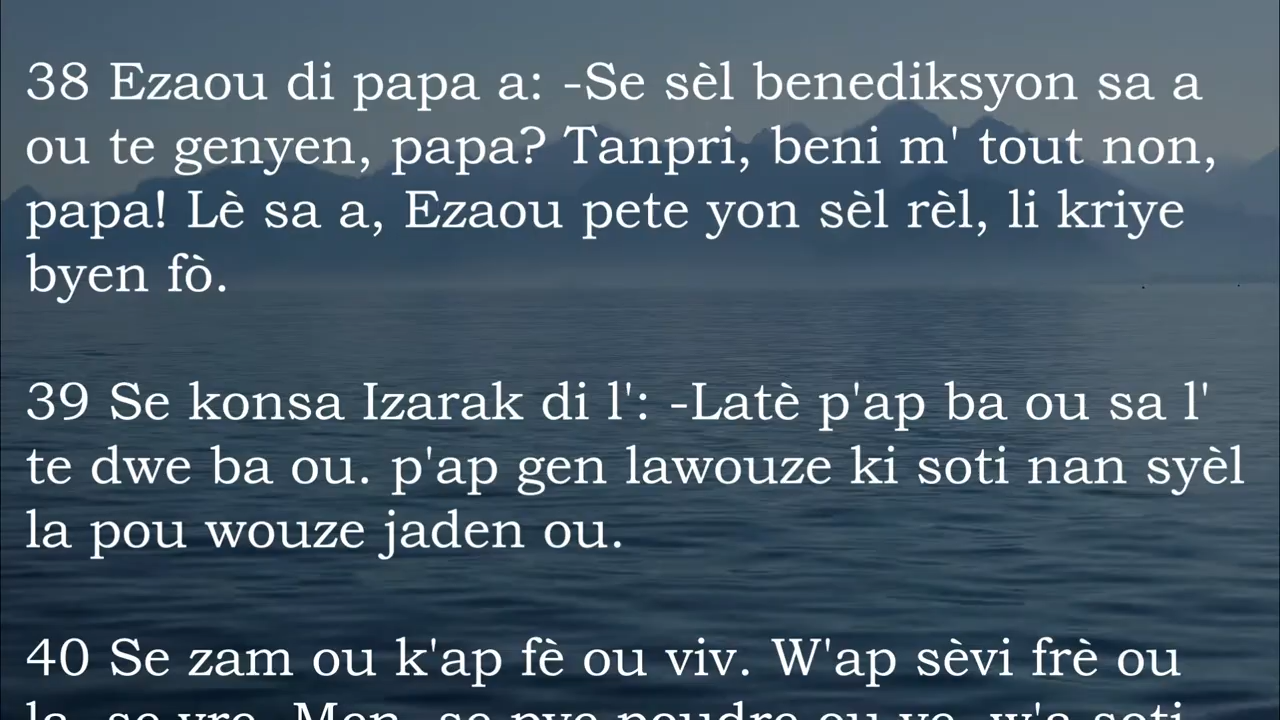 38 Ezaou di papa a: -Se sèl benediksyon sa a
ou te genyen, papa? Tanpri, beni m' tout non,
papa! Lè sa a, Ezaou pete yon sèl rèl, li kriye
byen fò.
39 Se konsa Izarak di l': -Latè p'ap ba ou sa l'
te dwe ba ou. p'ap gen lawouze ki soti nan syèl
la pou wouze jaden ou.
40 Se zam ou k'ap fè ou viv. W'ap sèvi frè ou